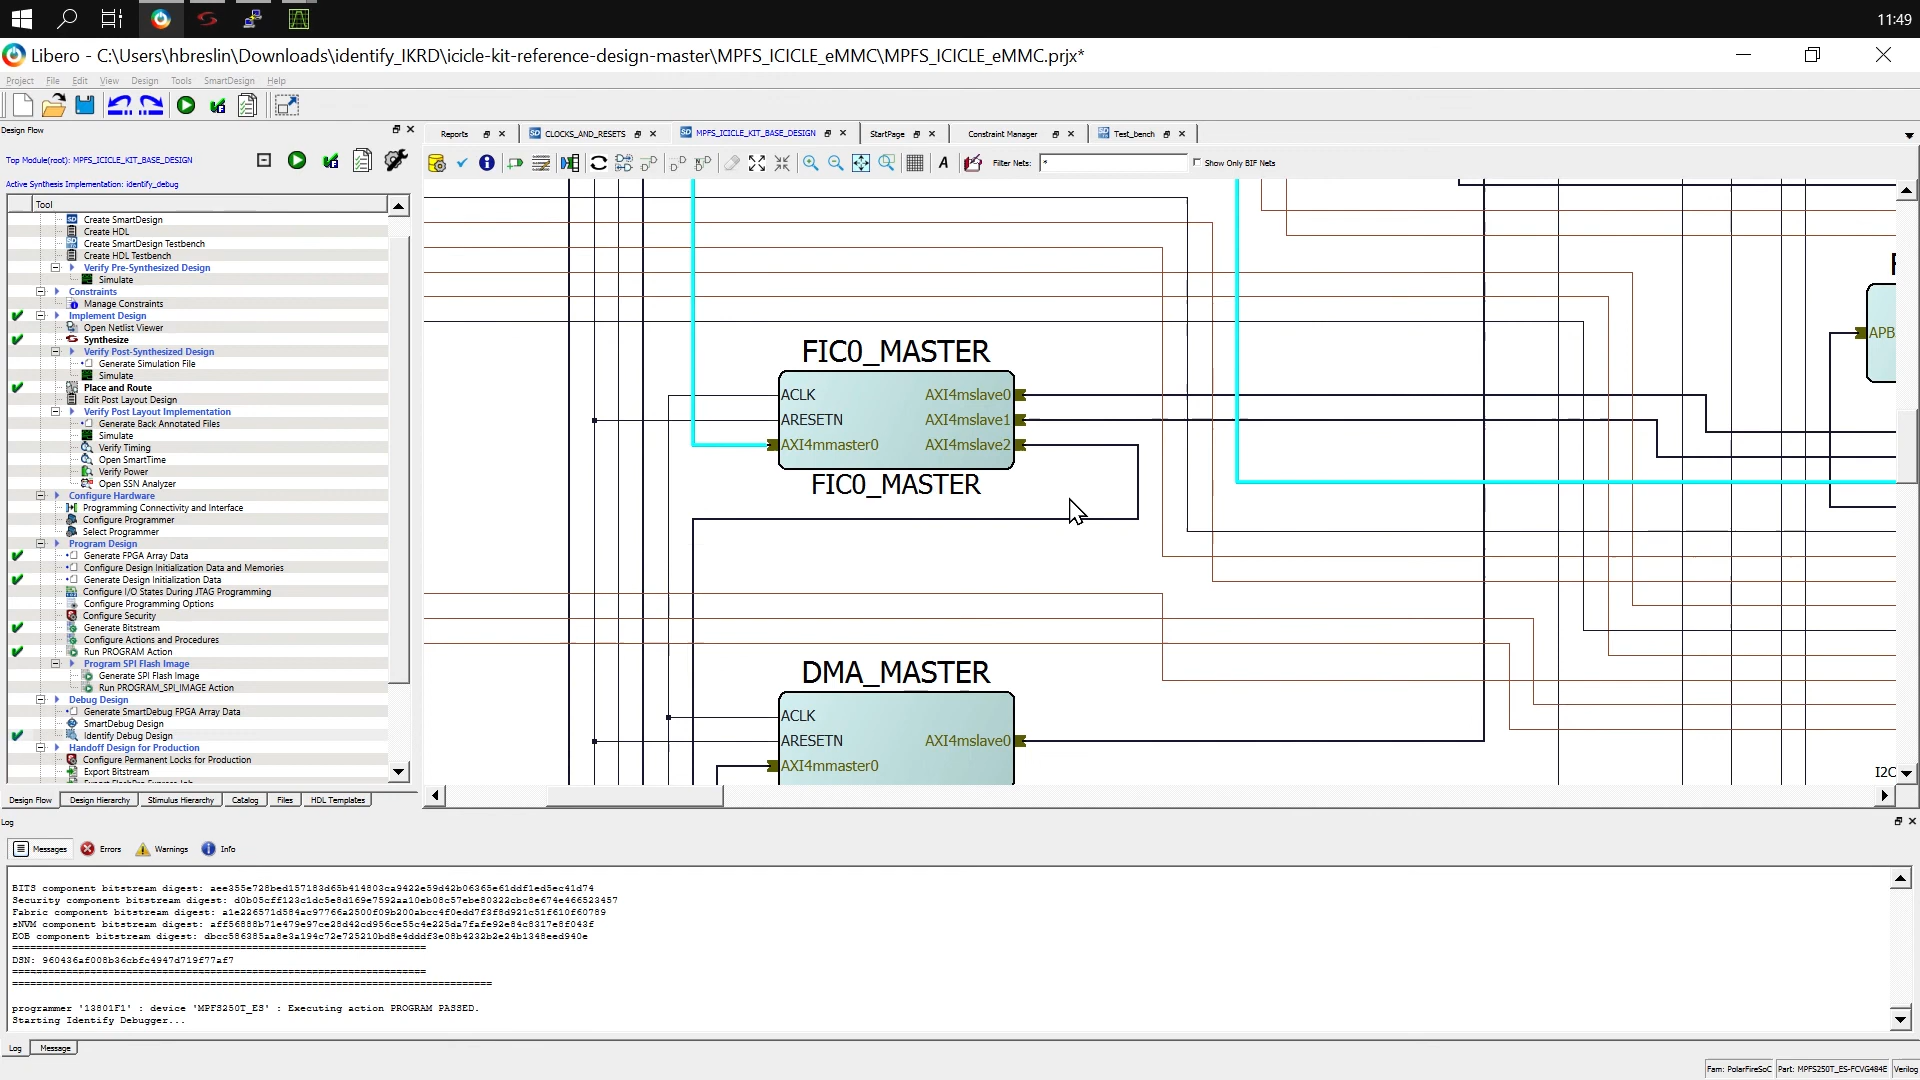 11:49
Libero - C:\Users\hbreslin\Downloads\identify_IKRD\icicle-kit-reference-design-master\MPFS_ICICLE_eMMC\MPFS_ICICLE_eMMC.prjx*
Project File Edit View Design Tools SmartDesign Help
Design Flow
Reports CLOCKS_AND_RESETS MPFS_ICICLE_KIT_BASE_DESIGN StartPage Constraint Manager Test_bench
Top Module(root): MPFS_ICICLE_KIT_BASE_DESIGN
Filter Nets: * Show Only BIF Nets
Active Synthesis Implementation: identify_debug
Tool
Create SmartDesign
Create HDL
Create SmartDesign Testbench
Create HDL Testbench
Verify Pre-Synthesized Design
Simulate
Constraints
Manage Constraints
Implement Design
Open Netlist Viewer
Synthesize
Verify Post-Synthesized Design
Generate Simulation File
Simulate
Place and Route
Edit Post Layout Design
Verify Post Layout Implementation
Generate Back Annotated Files
Simulate
Verify Timing
Open SmartTime
Verify Power
Open SSN Analyzer
Configure Hardware
Programming Connectivity and Interface
Configure Programmer
Select Programmer
Program Design
Generate FPGA Array Data
Configure Design Initialization Data and Memories
Generate Design Initialization Data
Configure I/O States During JTAG Programming
Configure Programming Options
Configure Security
Generate Bitstream
Configure Actions and Procedures
Run PROGRAM Action
Program SPI Flash Image
Generate SPI Flash Image
Run PROGRAM_SPI_IMAGE Action
Debug Design
Generate SmartDebug FPGA Array Data
SmartDebug Design
Identify Debug Design
Handoff Design for Production
Configure Permanent Locks for Production
Export Bitstream
FIC0_MASTER
ACLK AXI4mslave0
ARESETN AXI4mslave1
AXI4mmaster0 AXI4mslave2
FIC0_MASTER
DMA_MASTER
ACLK
ARESETN AXI4mslave0
AXI4mmaster0
APB
I2C
Design Flow Design Hierarchy Stimulus Hierarchy Catalog Files HDL Templates
Log
Messages Errors Warnings Info
BITS component bitstream digest: aee355e728bed157183d65b414803ca9422e59d42b06365e61ddf1ed5ec41d74
Security component bitstream digest: d0b05cff123c1dc5e8d169e7592aa10eb08c57ebe80322cbc8e674e466523457
Fabric component bitstream digest: a1e226571d584ac97766a2500f09b200abcc4f0edd7f3f8d921c51f610f60789
sNVM component bitstream digest: aff56888b71e479e97ce28d42cd956ce55c4e225da7fafe92e84c8317e8f043f
EOB component bitstream digest: dbcc586385aa8e3a194c72e725210bd8e4dddf3e08b4232b2e24b1348eed940e
DSN: 960436af008b36cbfc4947d719f77af7
programmer '13801F1' : device 'MPFS250T_ES' : Executing action PROGRAM PASSED.
Starting Identify Debugger...
Log Message
Fam: PolarFireSoC Part: MPFS250T_ES-FCVG484E Verilog